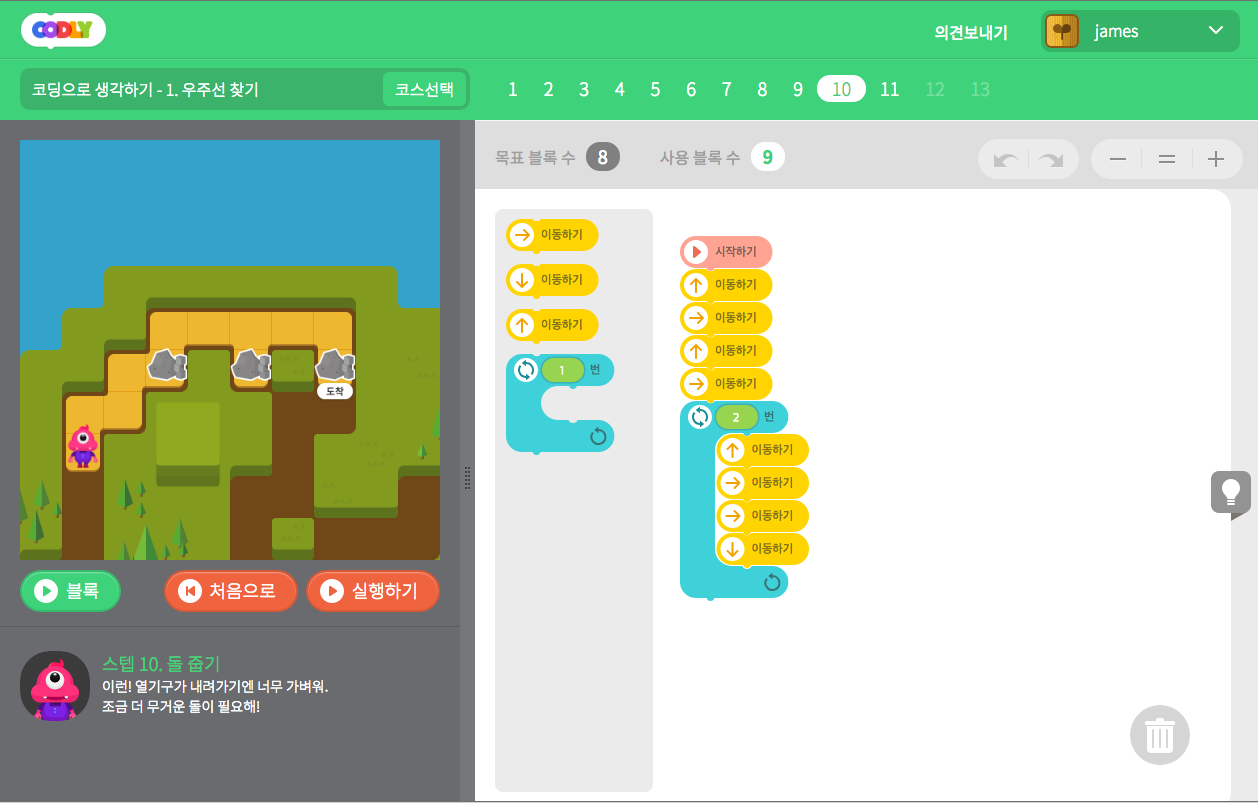 CODLY
의견보내기
james
코딩으로 생각하기 - 1. 우주선 찾기
코스선택
1 2 3 4 5 6 7 8 9 10 11 12 13
목표 블록 수 8
사용 블록 수 9
이동하기
이동하기
이동하기
1 번
시작하기
이동하기
이동하기
이동하기
이동하기
2 번
이동하기
이동하기
이동하기
이동하기
도착
블록
처음으로
실행하기
스텝 10. 돌 줍기
이런! 열기구가 내려가기엔 너무 가벼워.
조금 더 무거운 돌이 필요해!